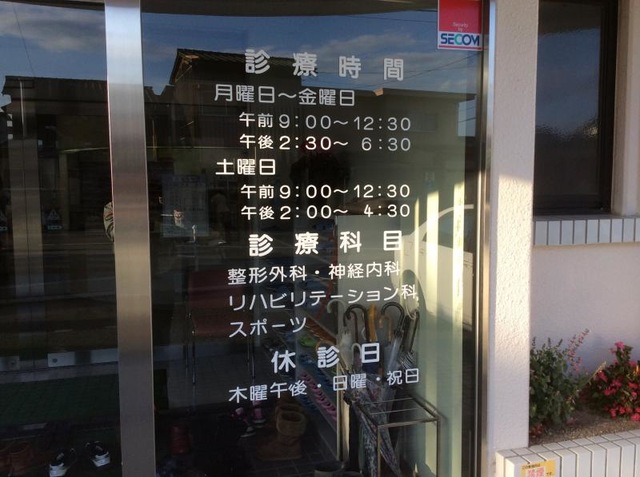 Security by
SECOM
診療時間
月曜日～金曜日
午前9:00～12:30
午後2:30～ 6:30
土曜日
午前9:00～12:30
午後2:00～ 4:30
診療科目
整形外科・神経内科
リハビリテーション科
スポーツ
休診日
木曜午後・日曜・祝日